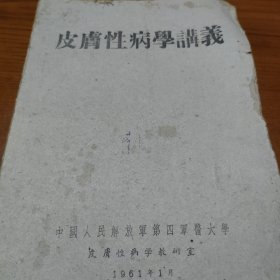 皮膚性病學講義
中國人民解放軍第四軍醫大學
皮膚性病学教研室
1961年1月